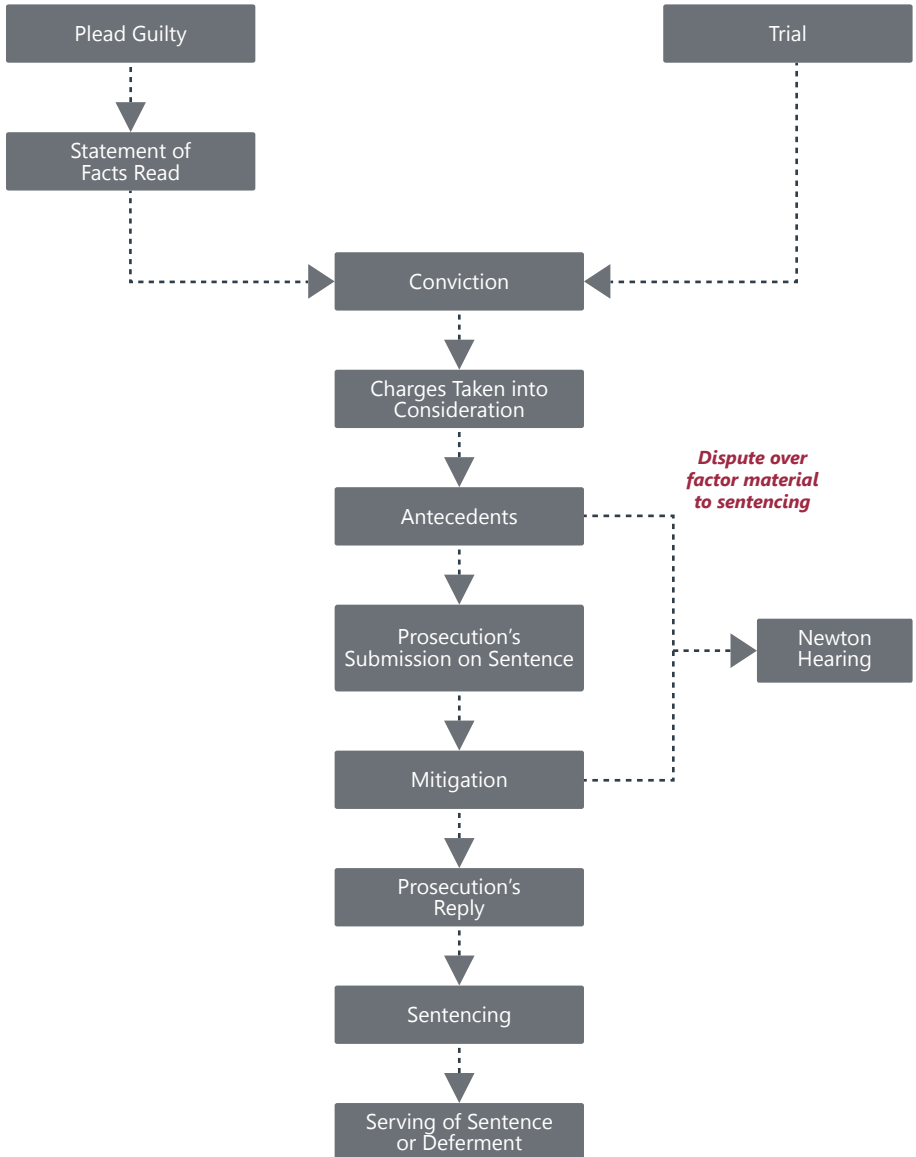 Plead Guilty
Trial
Statement of
Facts Read
Conviction
Charges Taken into
Consideration
Dispute over
factor material
to sentencing
Antecedents
Prosecution's
Submission on Sentence
Newton
Hearing
Mitigation
Prosecution's
Reply
Sentencing
Serving of Sentence
or Deferment